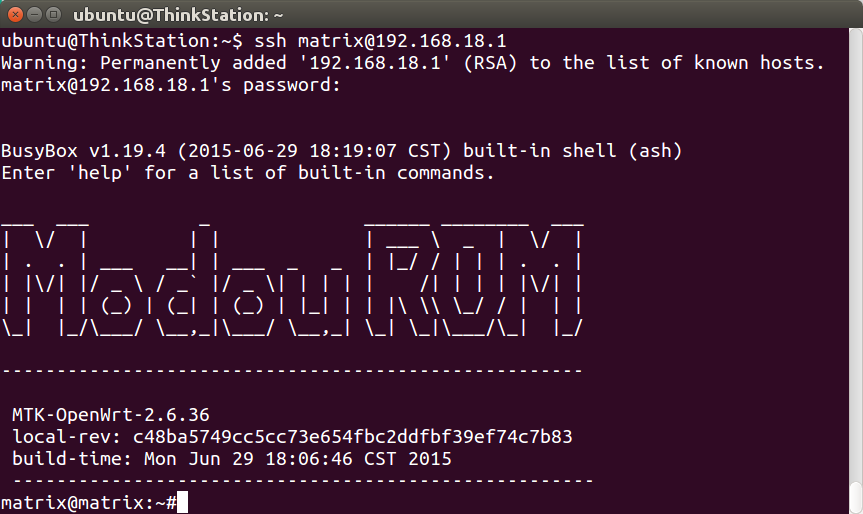 ubuntu@ThinkStation: ~
ubuntu@ThinkStation:~$ ssh matrix@192.168.18.1
Warning: Permanently added '192.168.18.1' (RSA) to the list of known hosts.
matrix@192.168.18.1's password:
BusyBox v1.19.4 (2015-06-29 18:19:07 CST) built-in shell (ash)
Enter 'help' for a list of built-in commands.
ModouROM
-----------------------------------------------------
MTK-OpenWrt-2.6.36
local-rev: c48ba5749cc5cc73e654fbc2ddfbf39ef74c7b83
build-time: Mon Jun 29 18:06:46 CST 2015
-----------------------------------------------------
matrix@matrix:~#